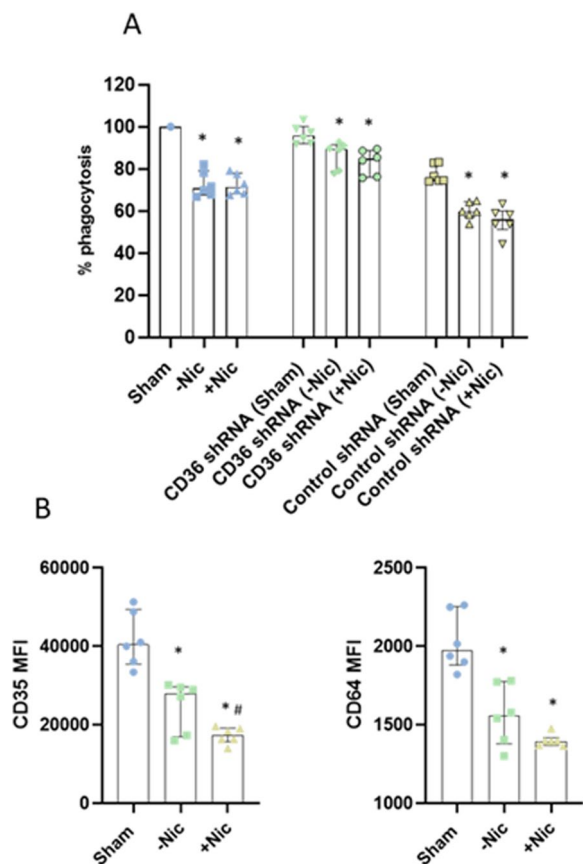 A
% phagocytosis
120
100
80
60
40
20
0
* * * * * *
Sham
-Nic
+Nic
CD36 shRNA (Sham)
CD36 shRNA (-Nic)
CD36 shRNA (+Nic)
Control shRNA (Sham)
Control shRNA (-Nic)
Control shRNA (+Nic)
B
CD35 MFI
60000
40000
20000
0
*
* #
Sham
-Nic
+Nic
CD64 MFI
2500
2000
1500
1000
*
*
Sham
-Nic
+Nic